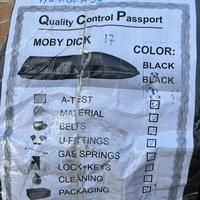 Quality Control Passport
MOBY DICK 17
COLOR:
BLACK
BLACK
A-TEST
MATERIAL
BELTS
U-FITTINGS
GAS SPRINGS
LOCK+KEYS
CLEANING
PACKAGING